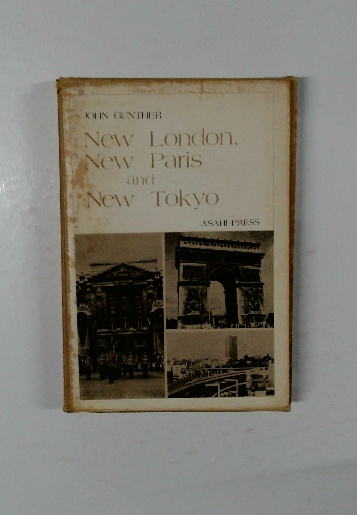 JOHN GUNTHER
New London,
New Paris
and
New Tokyo
ASAHI PRESS